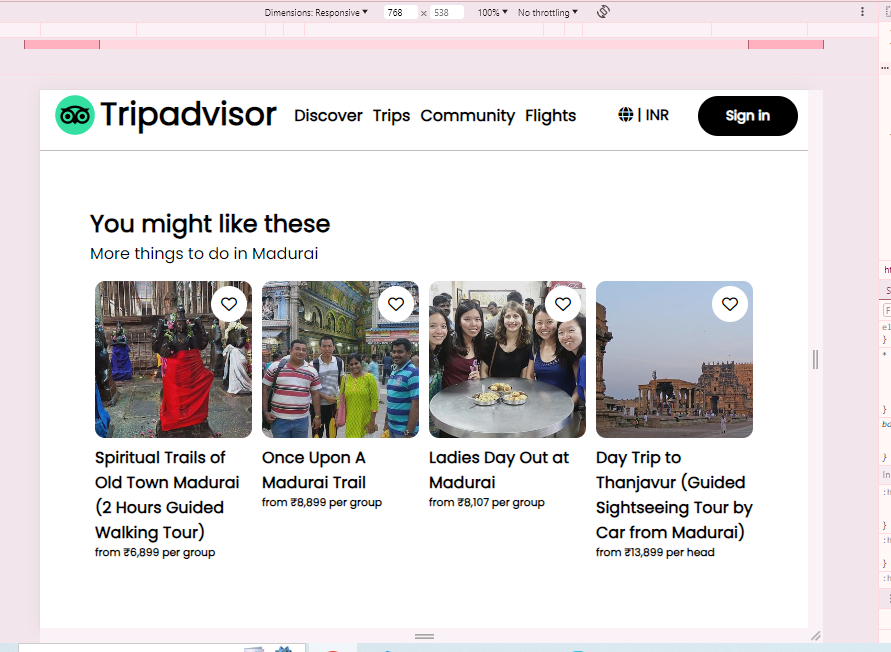 Dimensions: Responsive 768 × 538 100% No throttling
Tripadvisor Discover Trips Community Flights | INR Sign in
You might like these
More things to do in Madurai
Spiritual Trails of
Old Town Madurai
(2 Hours Guided
Walking Tour)
from ₹6,899 per group
Once Upon A
Madurai Trail
from ₹8,899 per group
Ladies Day Out at
Madurai
from ₹8,107 per group
Day Trip to
Thanjavur (Guided
Sightseeing Tour by
Car from Madurai)
from ₹13,899 per head